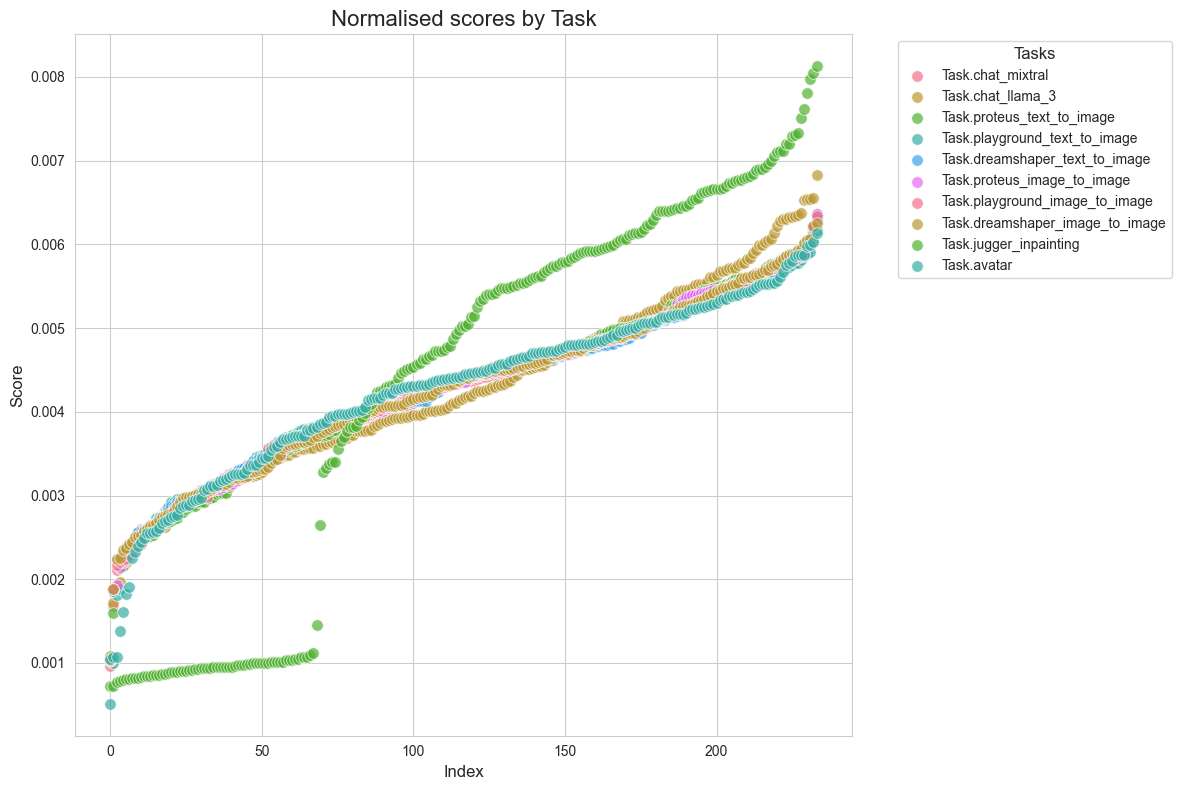 Normalised scores by Task
Tasks
Task.chat_mixtral
Task.chat_llama_3
Task.proteus_text_to_image
Task.playground_text_to_image
Task.dreamshaper_text_to_image
Task.proteus_image_to_image
Task.playground_image_to_image
Task.dreamshaper_image_to_image
Task.jugger_inpainting
Task.avatar
Score
0.008
0.007
0.006
0.005
0.004
0.003
0.002
0.001
0 50 100 150 200
Index